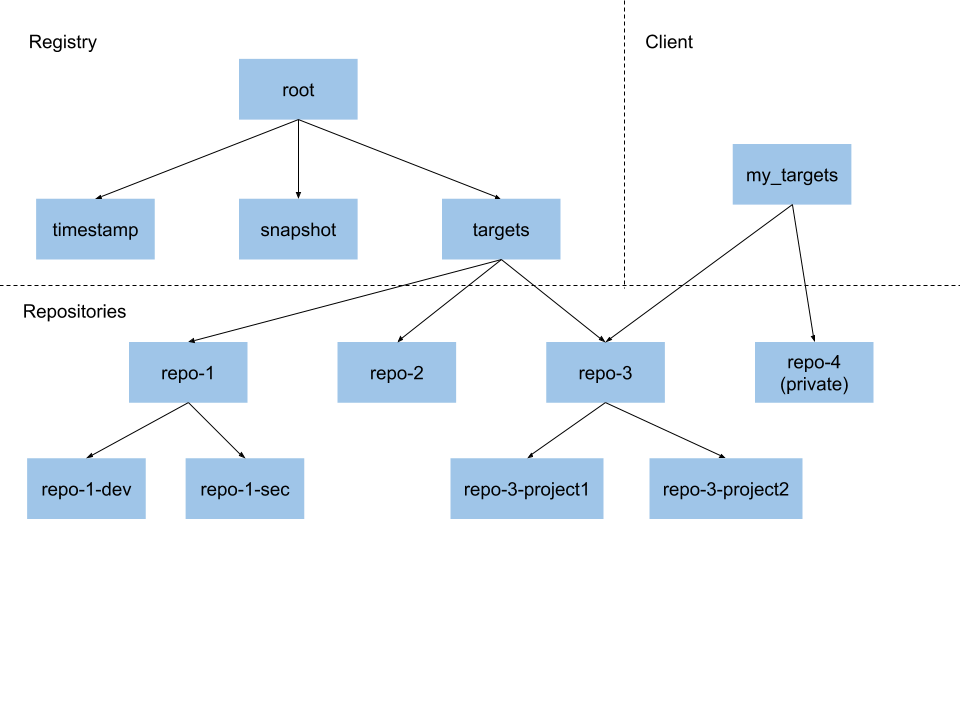 Registry
Client
root
my_targets
timestamp
snapshot
targets
Repositories
repo-1
repo-2
repo-3
repo-4
(private)
repo-1-dev
repo-1-sec
repo-3-project1
repo-3-project2